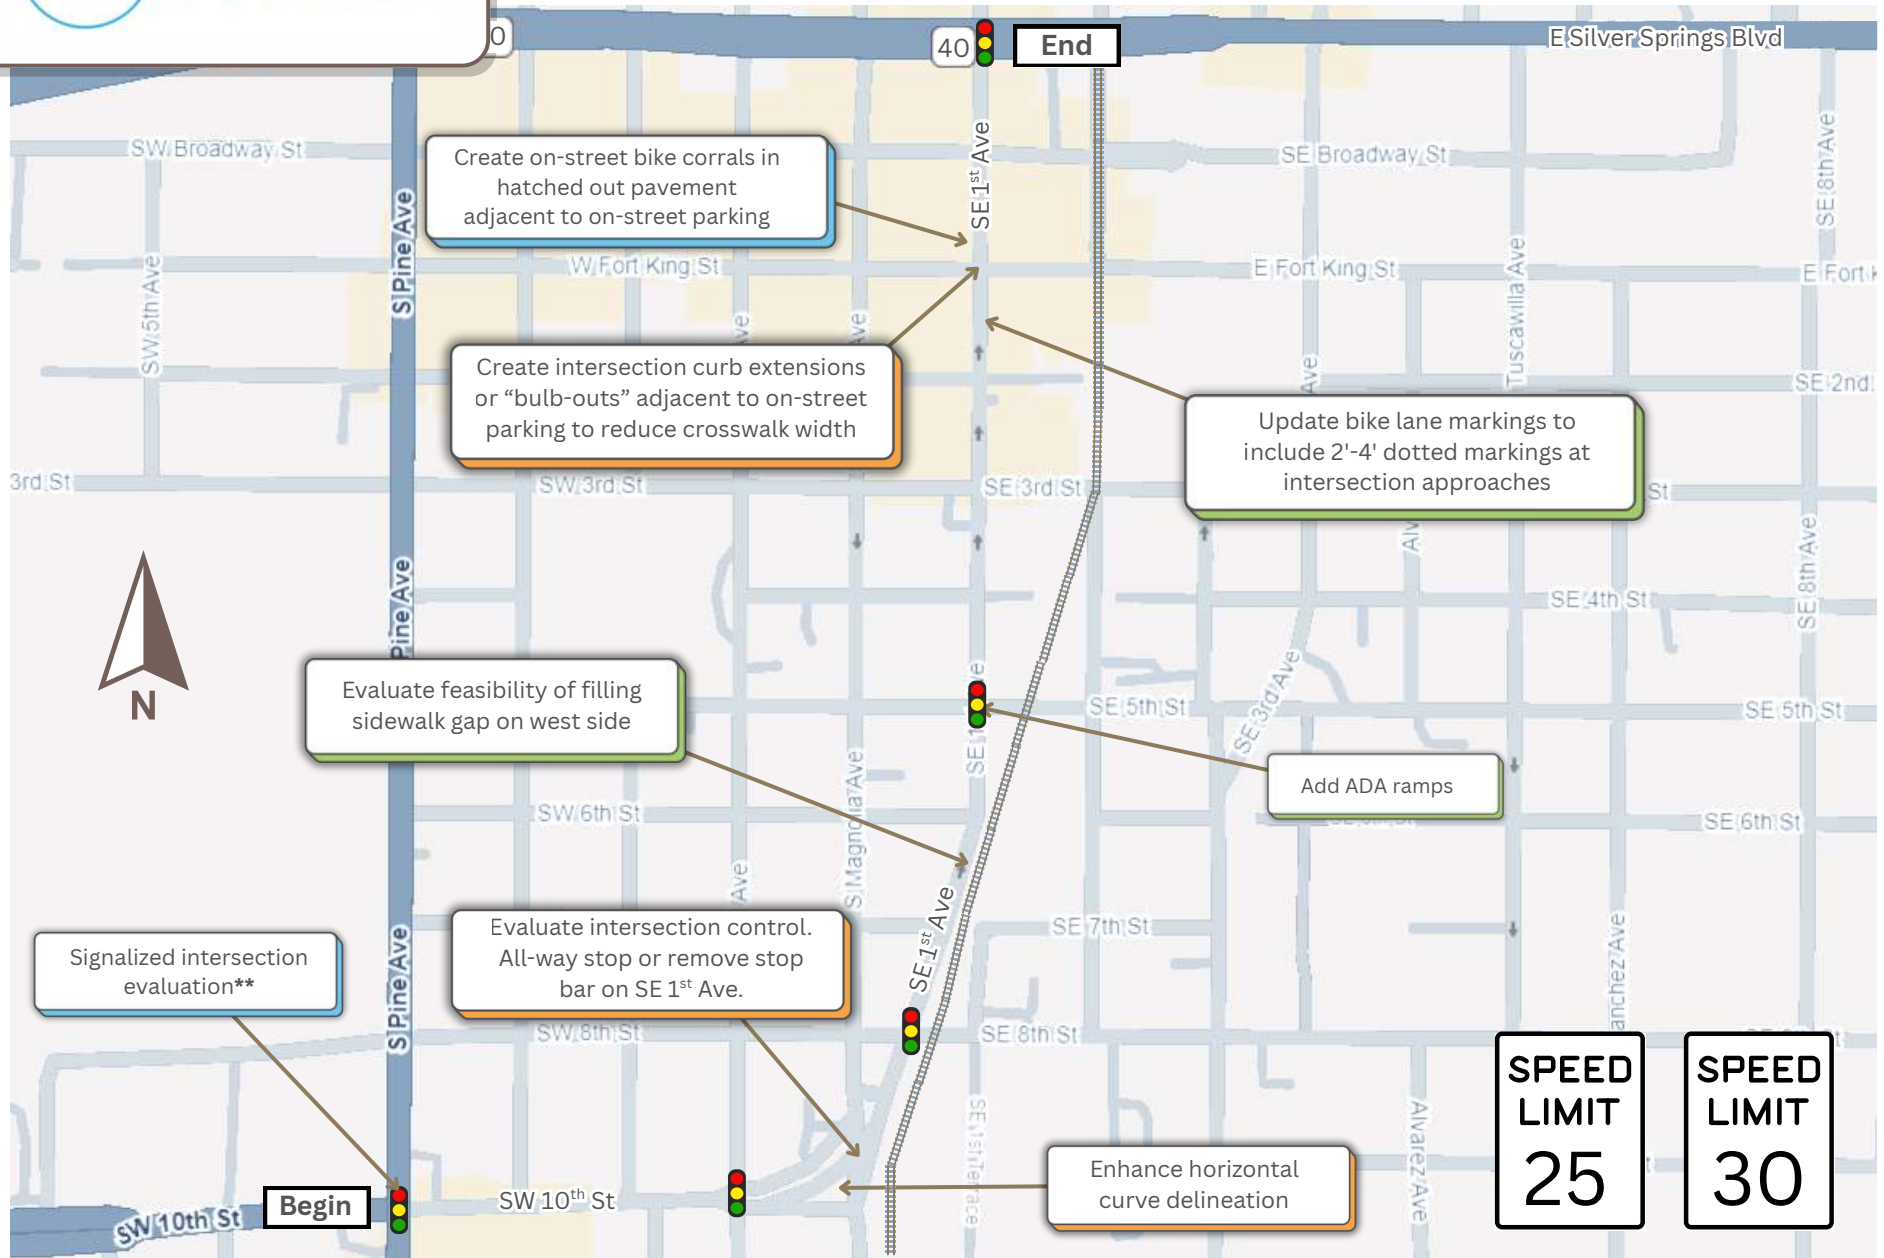 40
End
E Silver Springs Blvd
SW Broadway St
Create on-street bike corrals in
hatched out pavement
adjacent to on-street parking
SE 1st Ave
SE Broadway St
SE 8th Ave
S Pine Ave
SW 5th Ave
W Fort King St
E Fort King St
Tuscawilla Ave
E Fort K
Ave
Ave
Create intersection curb extensions
or “bulb-outs” adjacent to on-street
parking to reduce crosswalk width
Ave
SE 2nd
Update bike lane markings to
include 2'-4' dotted markings at
intersection approaches
3rd St
SW 3rd St
SE 3rd St
St
SE 8th Ave
Pine Ave
SE 4th St
N
Evaluate feasibility of filling
sidewalk gap on west side
SE 5th St
SE 3rd Ave
SE 5th St
Add ADA ramps
S Magnolia Ave
SW 6th St
SE 6th St
Ave
SE 1st Ave
Evaluate intersection control.
All-way stop or remove stop
bar on SE 1st Ave.
SE 7th St
Signalized intersection
evaluation**
S Pine Ave
SW 8th St
SE 8th St
anchez Ave
SE 1st Terrace
Alvarez Ave
SPEED
LIMIT
25
SPEED
LIMIT
30
Enhance horizontal
curve delineation
Begin
SW 10th St
SW 10th St